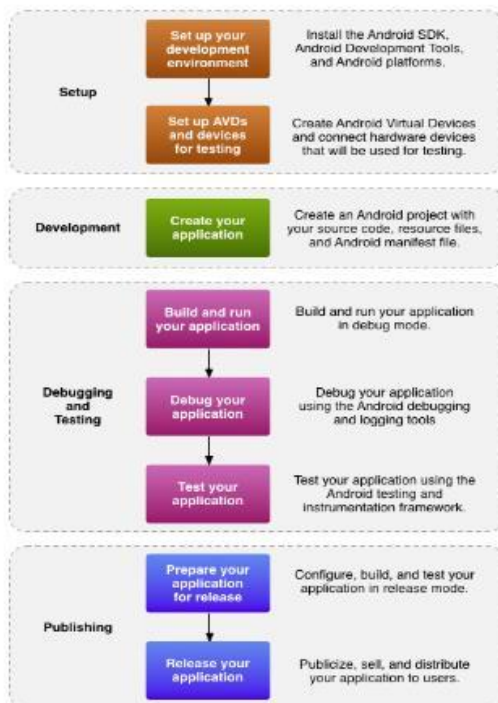 Set up your
development
environment
Install the Android SDK,
Android Development Tools,
and Android platforms.
Setup
Set up AVDs
and devices
for testing
Create Android Virtual Devices
and connect hardware devices
that will be used for testing.
Development
Create your
application
Create an Android project with
your source code, resource files,
and Android manifest file.
Build and run
your application
Build and run your application
in debug mode.
Debugging
and
Testing
Debug your
application
Debug your application
using the Android debugging
and logging tools
Test your
application
Test your application using the
Android testing and
instrumentation framework.
Prepare your
application
for release
Configure, build, and test your
application in release mode.
Publishing
Release your
application
Publicize, sell, and distribute
your application to users.